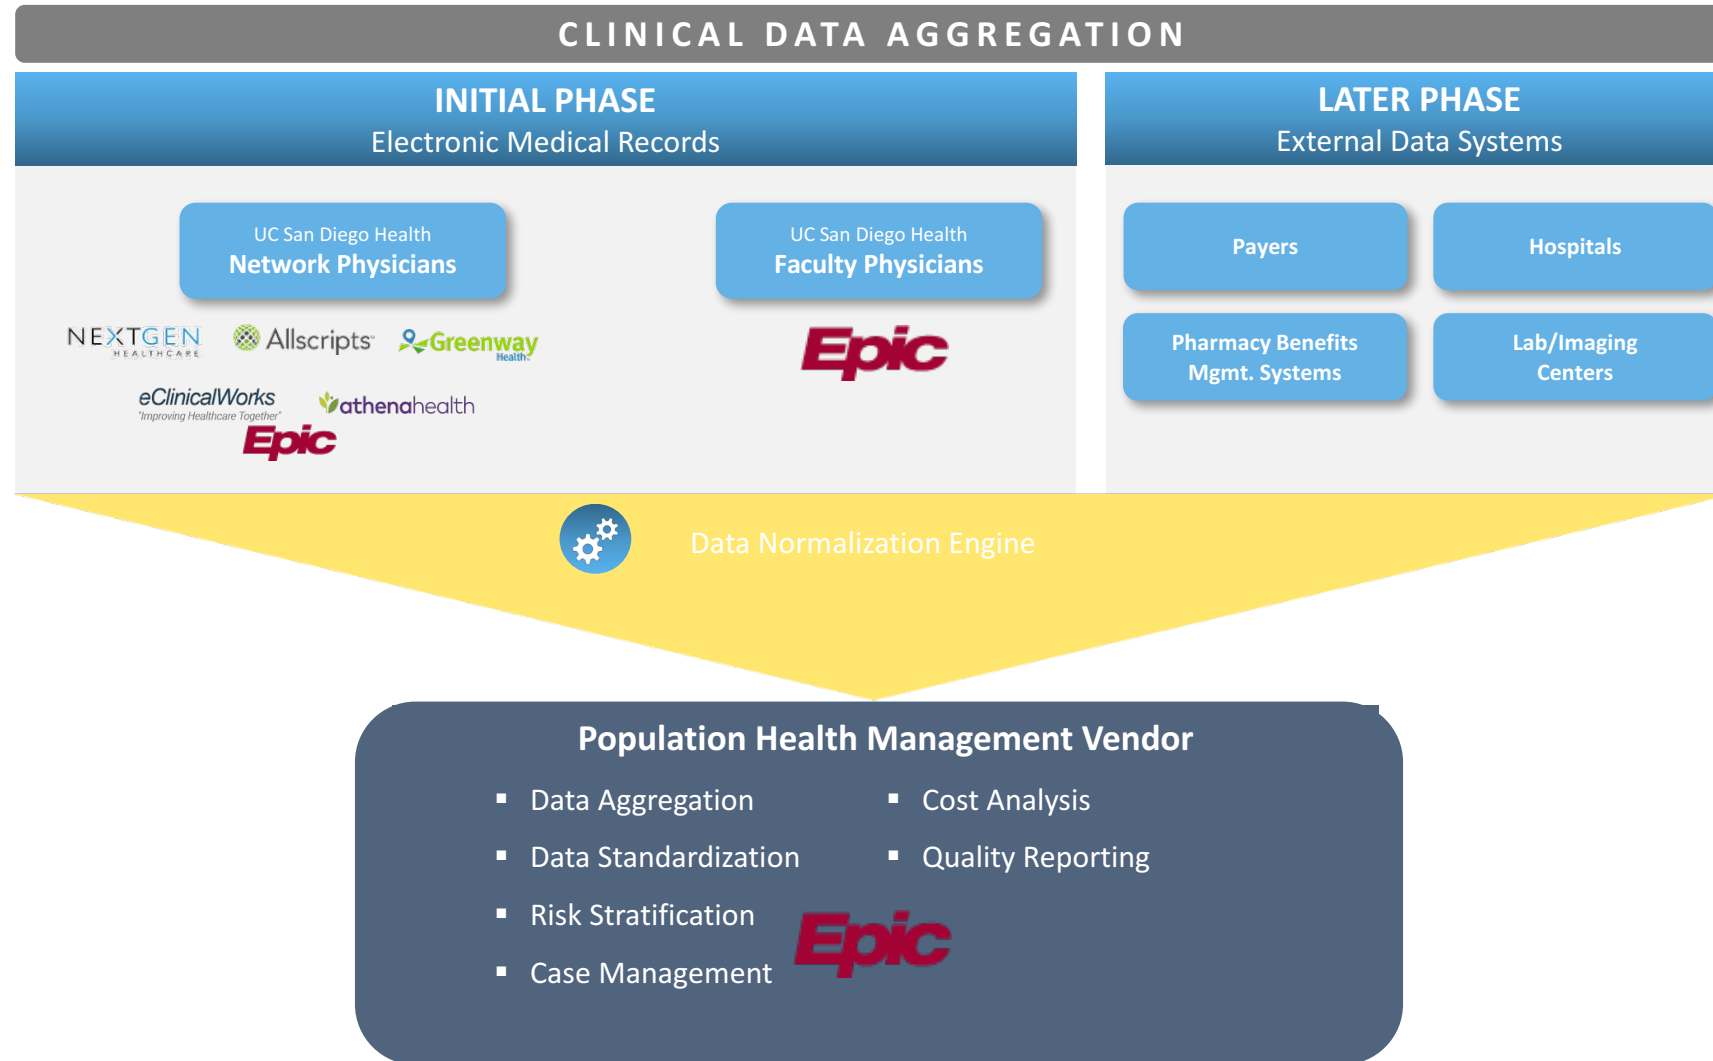 CLINICAL DATA AGGREGATION
INITIAL PHASE
Electronic Medical Records
LATER PHASE
External Data Systems
UC San Diego Health
Network Physicians
UC San Diego Health
Faculty Physicians
Payers
Hospitals
NEXTGEN
HEALTHCARE
Allscripts™
Greenway
Health™
Epic
Pharmacy Benefits
Mgmt. Systems
Lab/Imaging
Centers
eClinicalWorks
"Improving Healthcare Together"
athenahealth
Epic
Data Normalization Engine
Population Health Management Vendor
▪ Data Aggregation
▪ Data Standardization
▪ Risk Stratification
▪ Case Management
▪ Cost Analysis
▪ Quality Reporting
Epic